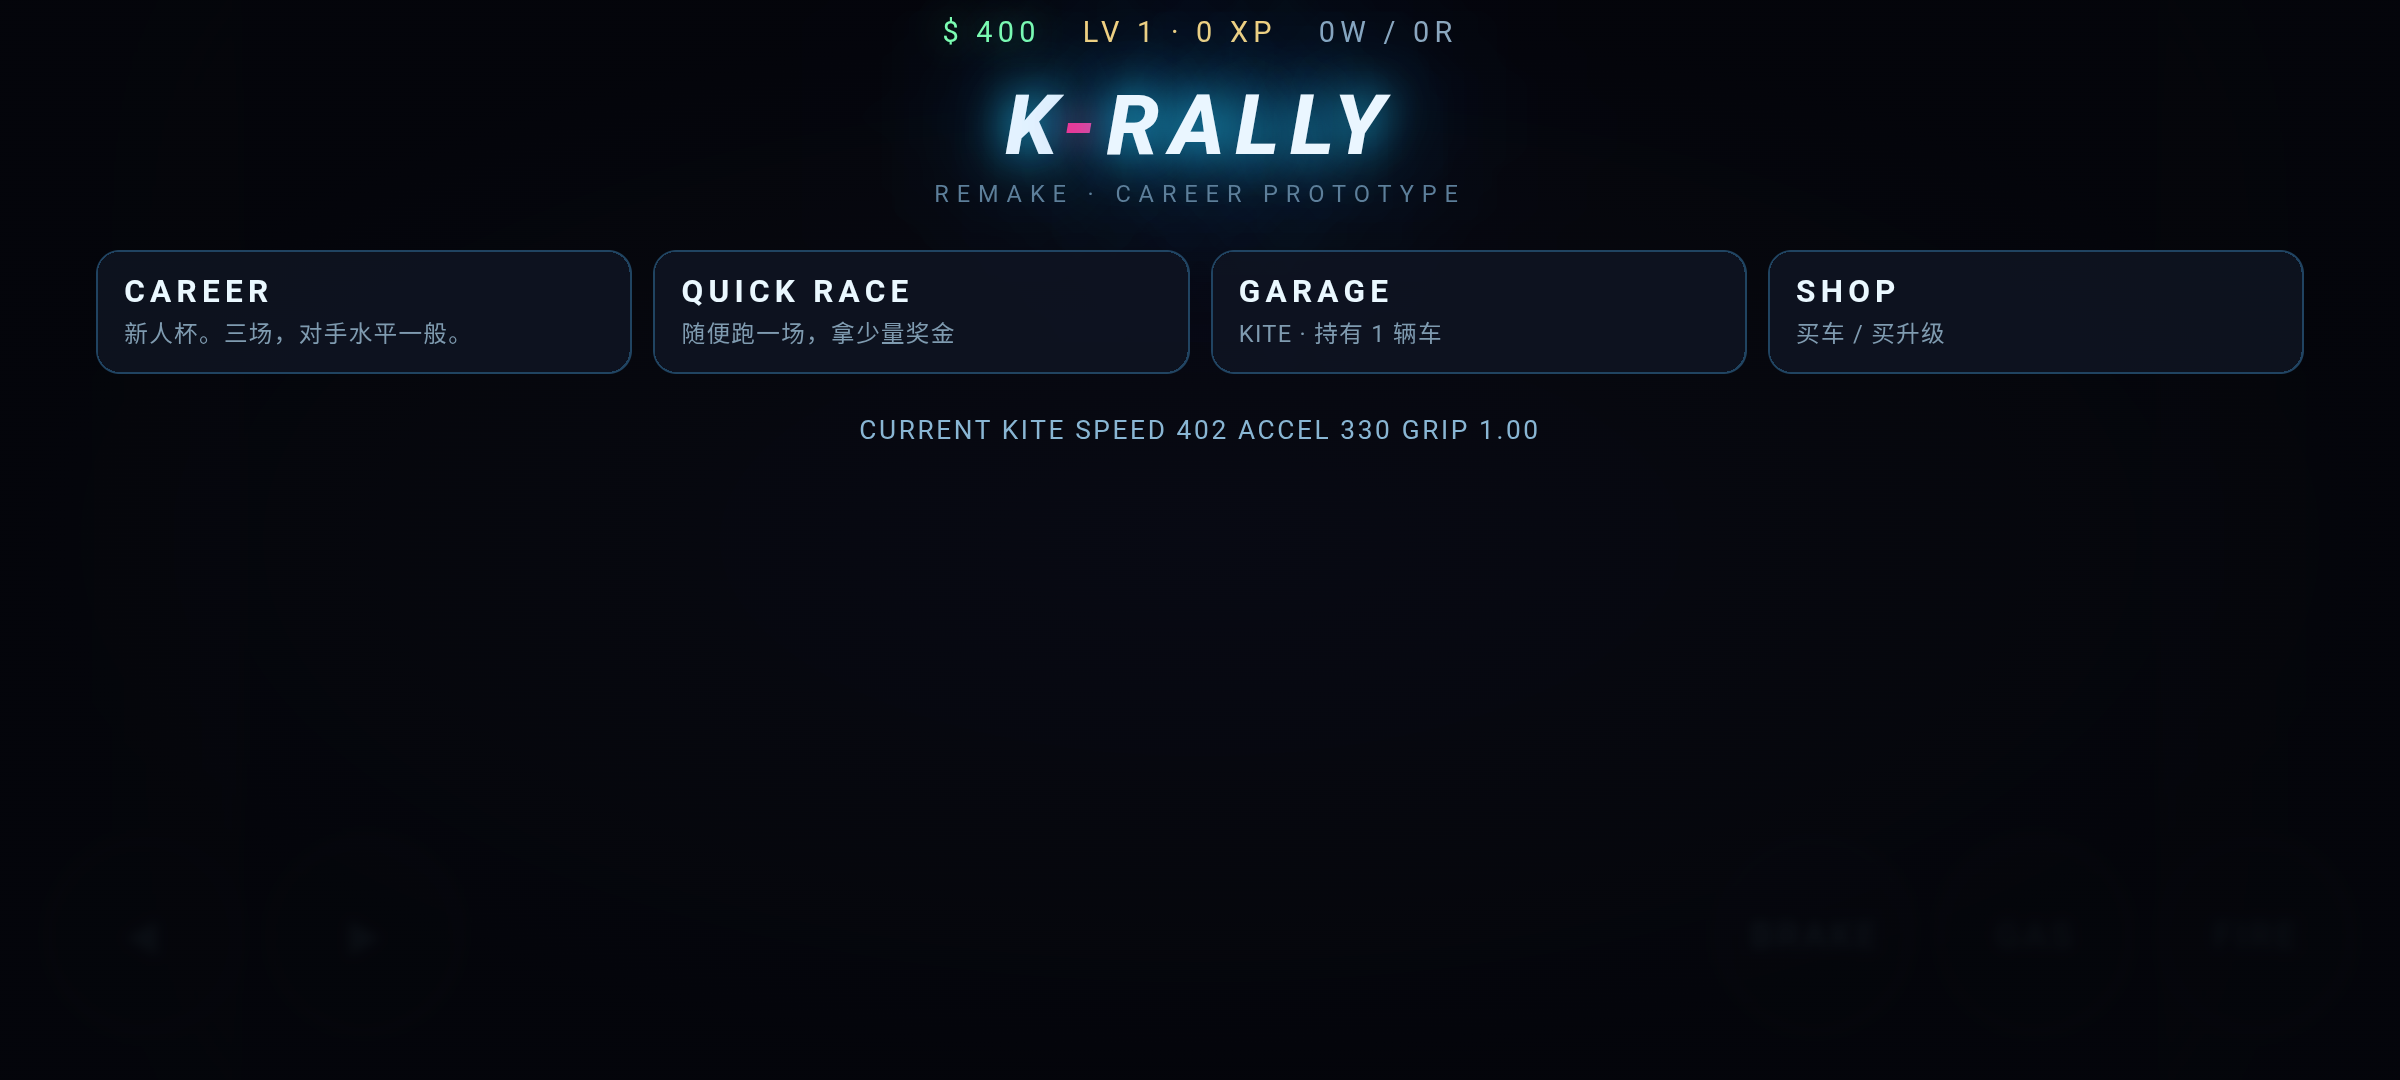 $ 400 LV 1 · 0 XP 0W / 0R
K-RALLY
REMAKE · CAREER PROTOTYPE
CAREER
新人杯。三场，对手水平一般。
QUICK RACE
随便跑一场，拿少量奖金
GARAGE
KITE · 持有 1 辆车
SHOP
买车 / 买升级
CURRENT KITE SPEED 402 ACCEL 330 GRIP 1.00
◀ ▶ BRAKE GAS FIRE